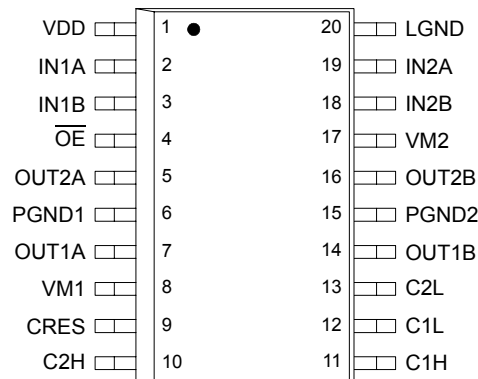 VDD 1 20 LGND
IN1A 2 19 IN2A
IN1B 3 18 IN2B
O̅E̅ 4 17 VM2
OUT2A 5 16 OUT2B
PGND1 6 15 PGND2
OUT1A 7 14 OUT1B
VM1 8 13 C2L
CRES 9 12 C1L
C2H 10 11 C1H